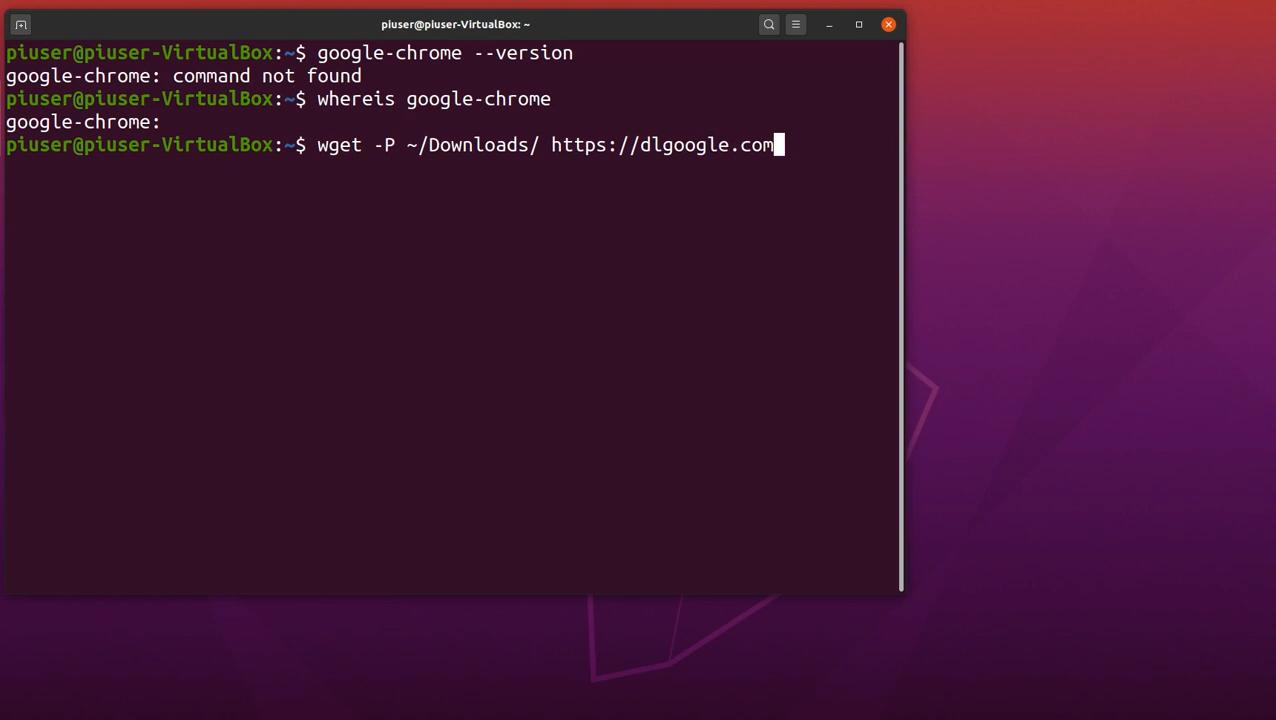 piuser@piuser-VirtualBox: ~
piuser@piuser-VirtualBox:~$ google-chrome --version
google-chrome: command not found
piuser@piuser-VirtualBox:~$ whereis google-chrome
google-chrome:
piuser@piuser-VirtualBox:~$ wget -P ~/Downloads/ https://dlgoogle.com